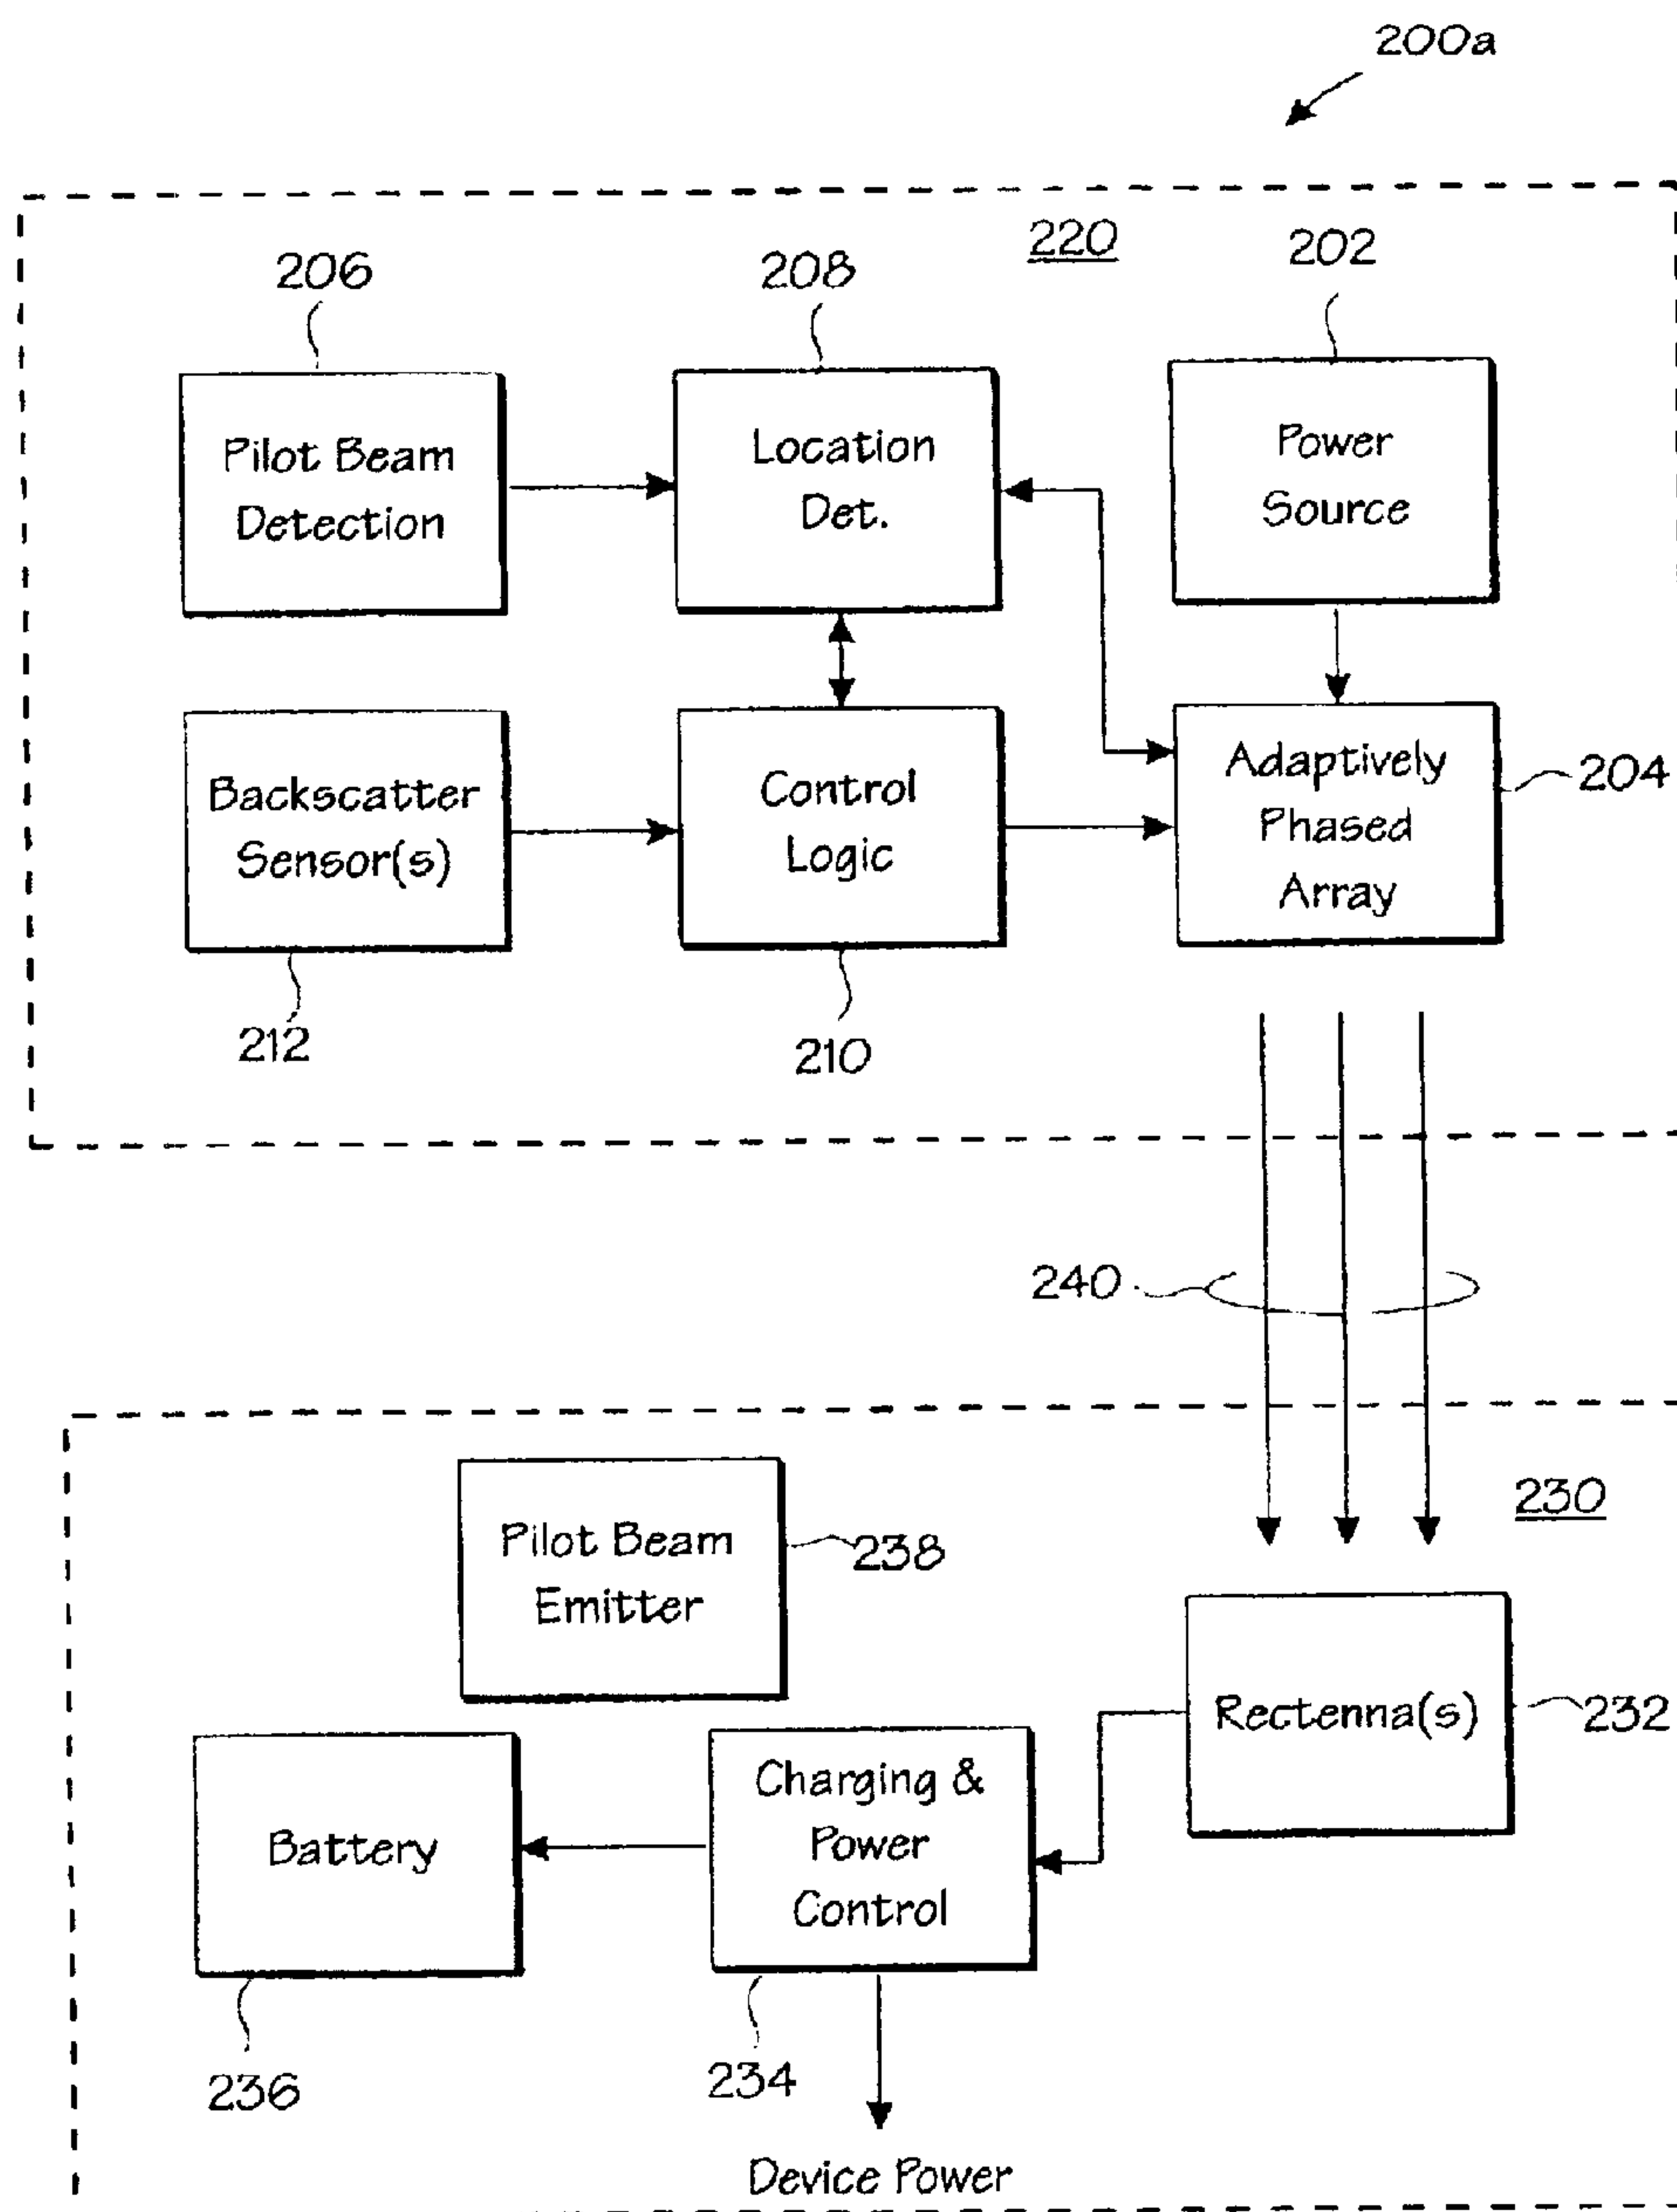 200a
220
202
206
208
Pilot Beam
Detection
Location
Det.
Power
Source
Backscatter
Sensor(s)
Control
Logic
Adaptively
Phased
Array
204
212
210
240
230
Pilot Beam
Emitter
238
Rectenna(s)
232
Battery
Charging &
Power
Control
236
234
Device Power